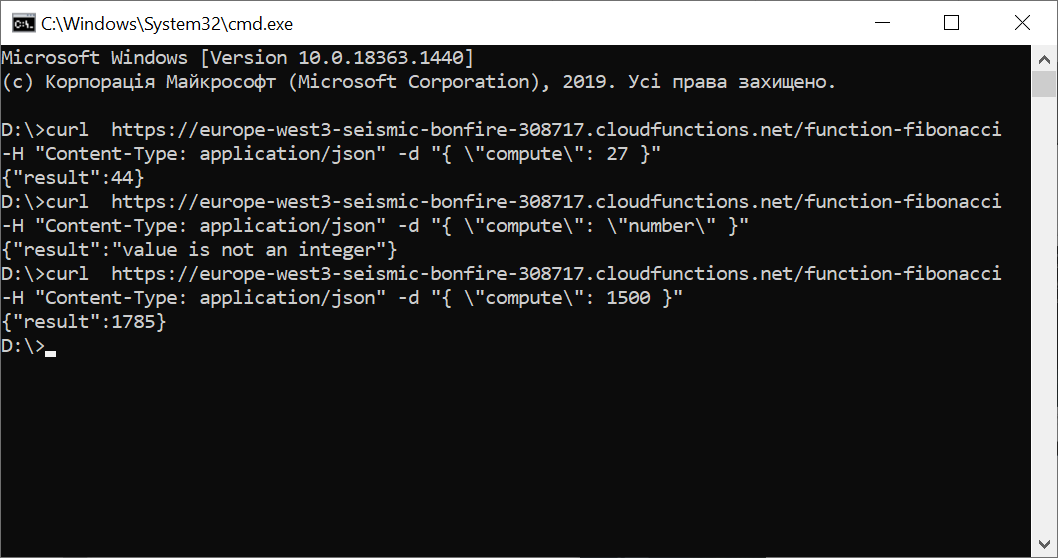 C:\Windows\System32\cmd.exe
Microsoft Windows [Version 10.0.18363.1440]
(c) Корпорація Майкрософт (Microsoft Corporation), 2019. Усі права захищено.
D:\>curl  https://europe-west3-seismic-bonfire-308717.cloudfunctions.net/function-fibonacci
-H "Content-Type: application/json" -d "{ \"compute\": 27 }"
{"result":44}
D:\>curl  https://europe-west3-seismic-bonfire-308717.cloudfunctions.net/function-fibonacci
-H "Content-Type: application/json" -d "{ \"compute\": \"number\" }"
{"result":"value is not an integer"}
D:\>curl  https://europe-west3-seismic-bonfire-308717.cloudfunctions.net/function-fibonacci
-H "Content-Type: application/json" -d "{ \"compute\": 1500 }"
{"result":1785}
D:\>